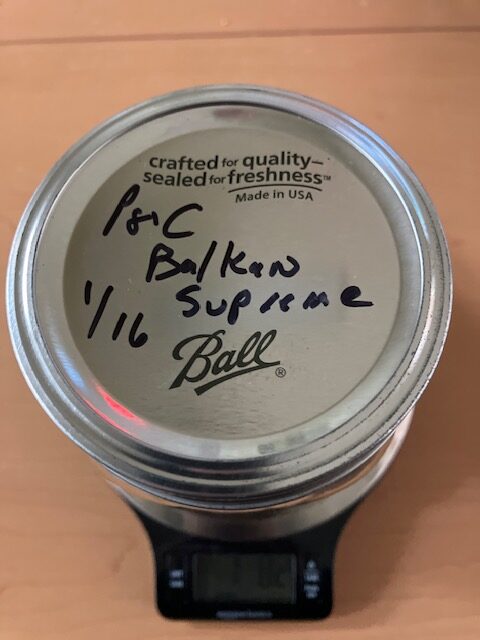 crafted for quality–
sealed for freshness™
Made in USA
P&C
Balkan
Supreme
1/16
Ball®